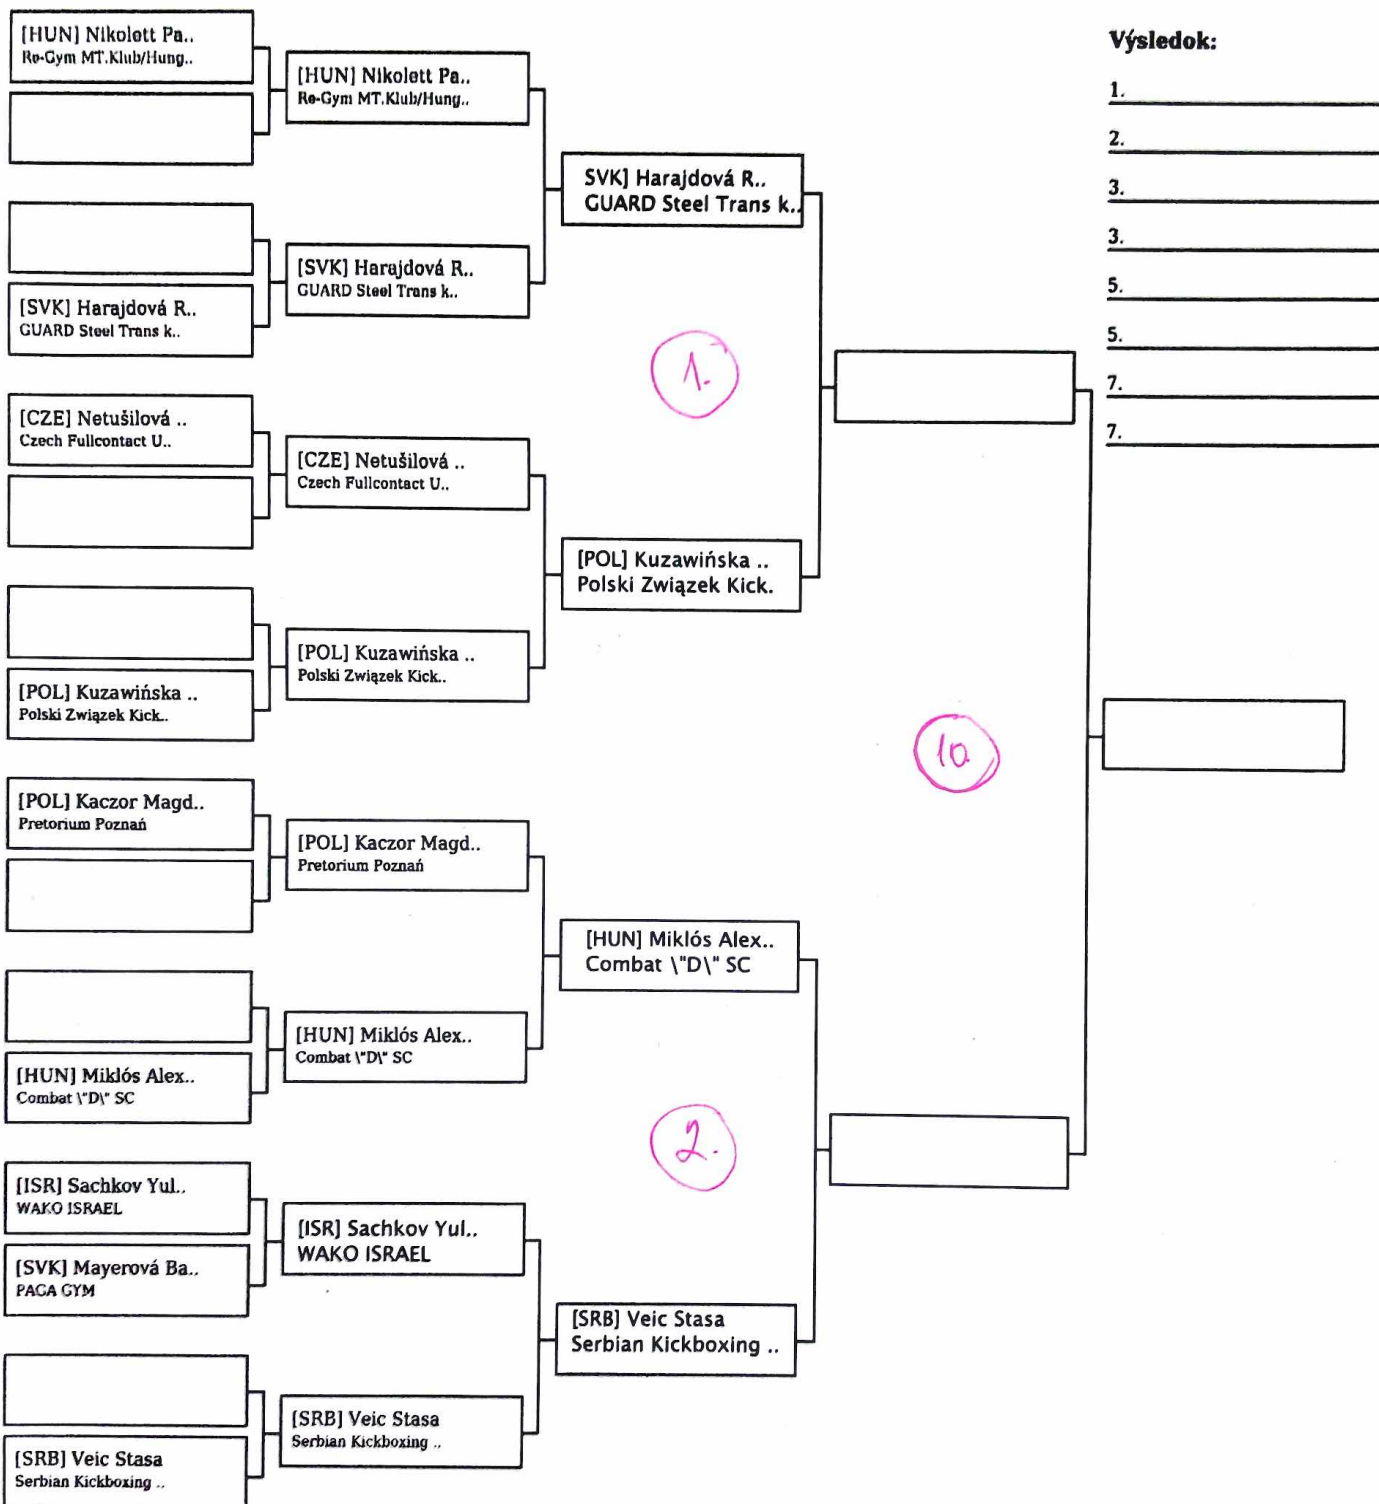 [HUN] Nikolett Pa..
Re-Gym MT.Klub/Hung..
[SVK] Harajdová R..
GUARD Steel Trans k..
[CZE] Netušilová ..
Czech Fullcontact U..
[POL] Kuzawińska ..
Polski Związek Kick..
[POL] Kaczor Magd..
Pretorium Poznań
[HUN] Miklós Alex..
Combat \"D\" SC
[ISR] Sachkov Yul..
WAKO ISRAEL
[SVK] Mayerová Ba..
PAGA GYM
[SRB] Veic Stasa
Serbian Kickboxing ..
[HUN] Nikolett Pa..
Re-Gym MT.Klub/Hung..
[SVK] Harajdová R..
GUARD Steel Trans k..
[CZE] Netušilová ..
Czech Fullcontact U..
[POL] Kuzawińska ..
Polski Związek Kick..
[POL] Kaczor Magd..
Pretorium Poznań
[HUN] Miklós Alex..
Combat \"D\" SC
[ISR] Sachkov Yul..
WAKO ISRAEL
[SRB] Veic Stasa
Serbian Kickboxing ..
SVK] Harajdová R..
GUARD Steel Trans k..
1.
[POL] Kuzawińska ..
Polski Związek Kick.
[HUN] Miklós Alex..
Combat \"D\" SC
2.
[SRB] Veic Stasa
Serbian Kickboxing ..
10.
Výsledok:
1.
2.
3.
3.
5.
5.
7.
7.